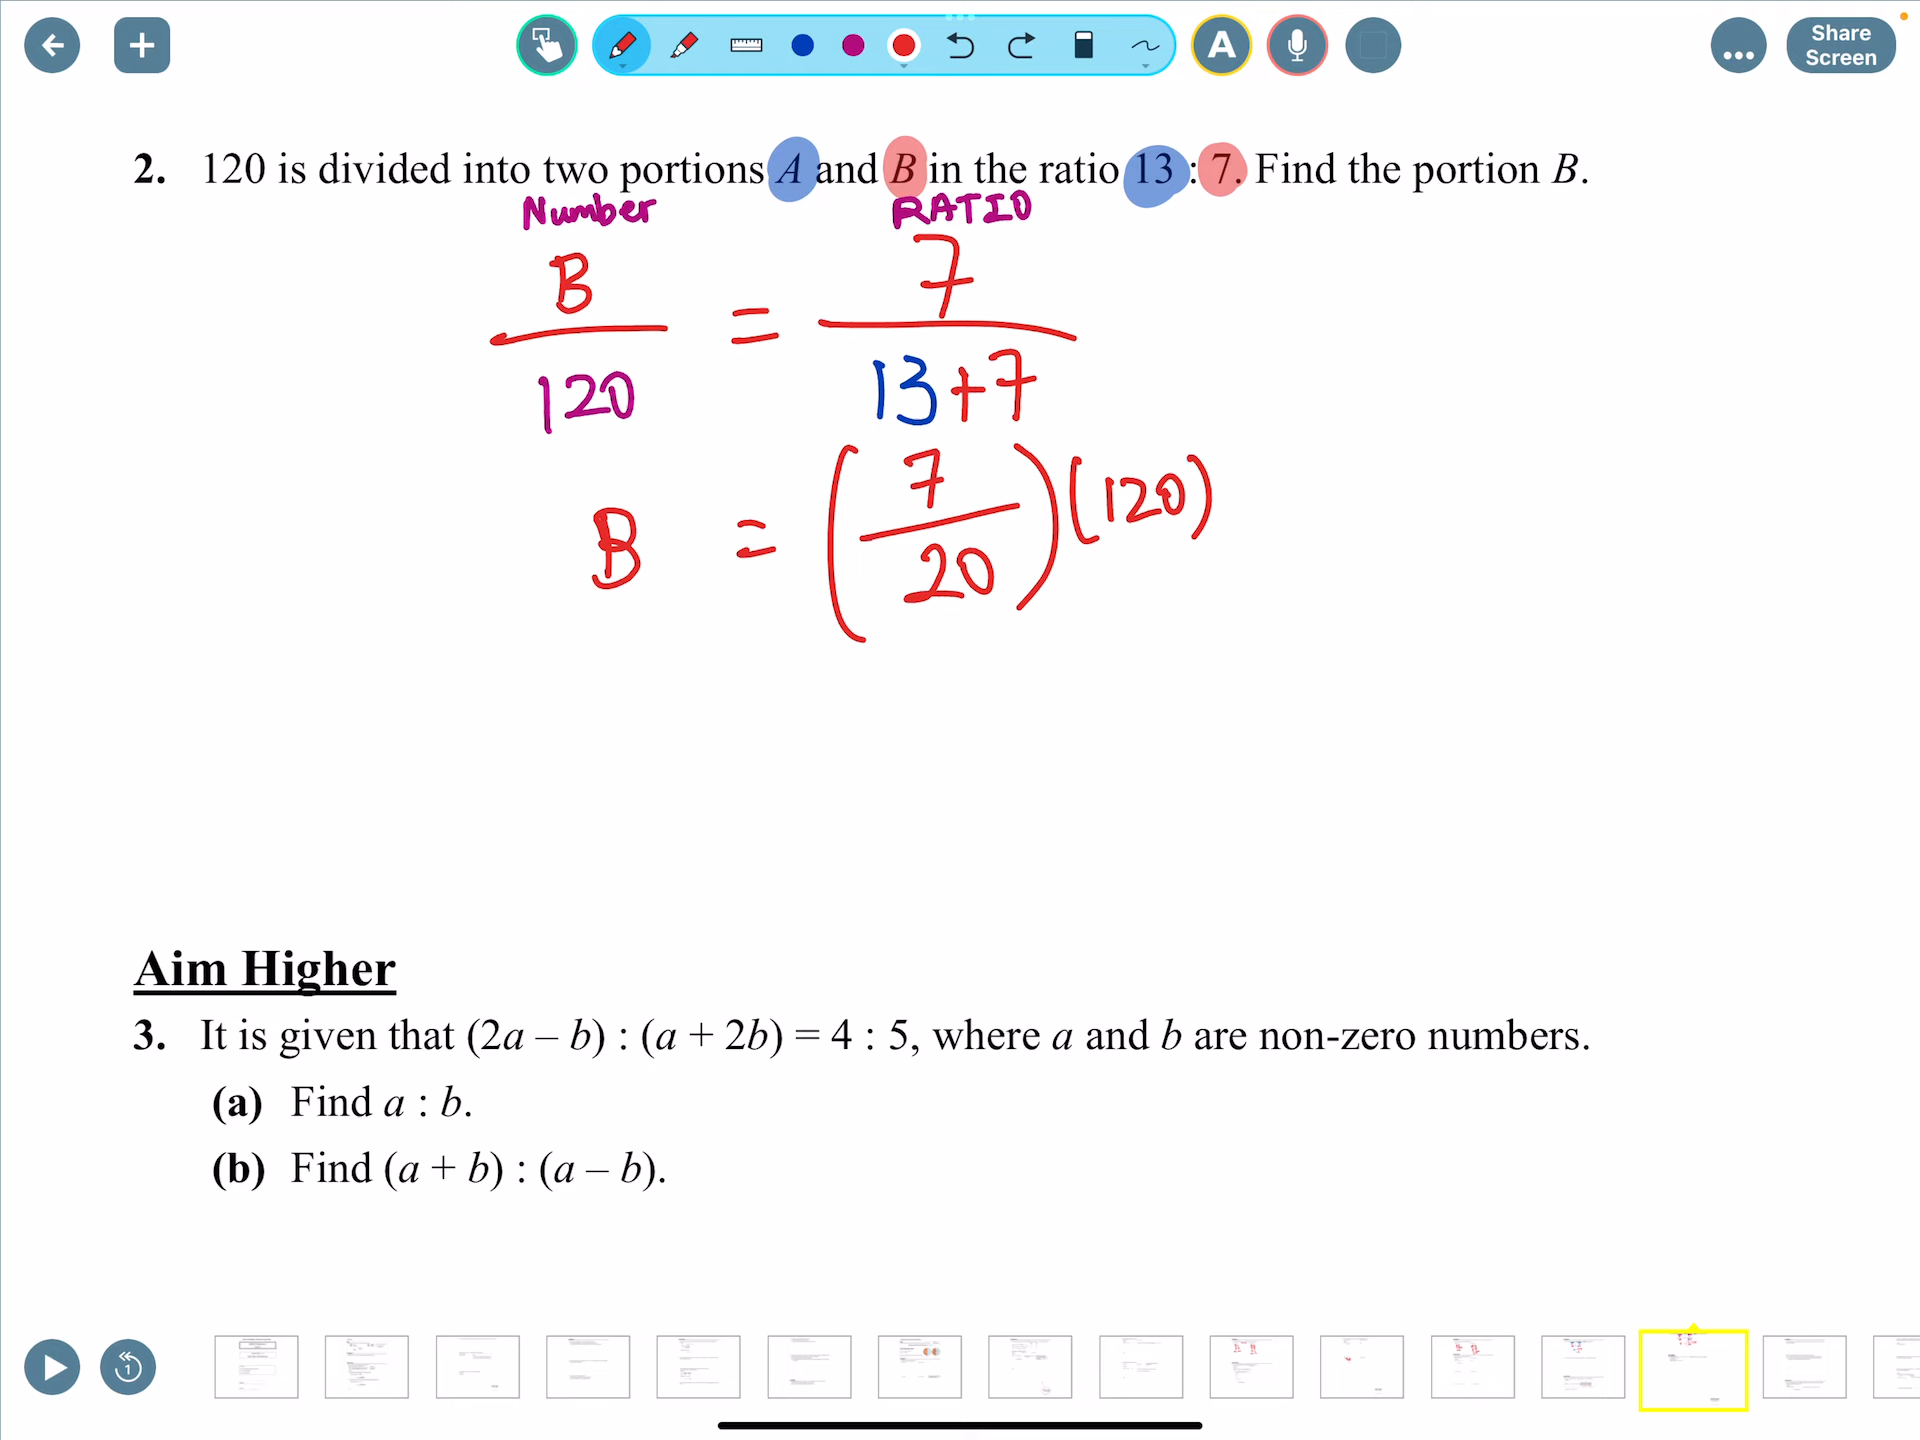 Share
Screen
A
2. 120 is divided into two portions A and B in the ratio 13 : 7. Find the portion B.
Number RATIO
B/120 = 7/(13+7)
B = (7/20)(120)
Aim Higher
3. It is given that (2a – b) : (a + 2b) = 4 : 5, where a and b are non-zero numbers.
(a) Find a : b.
(b) Find (a + b) : (a – b).
1